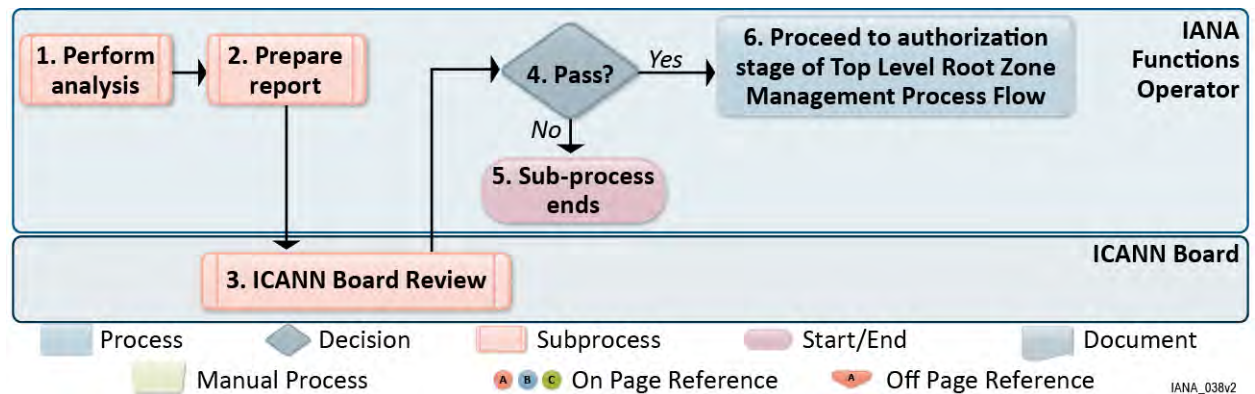 1. Perform
analysis
2. Prepare
report
4. Pass?
Yes
No
6. Proceed to authorization
stage of Top Level Root Zone
Management Process Flow
IANA
Functions
Operator
5. Sub-process
ends
3. ICANN Board Review
ICANN Board
Process
Decision
Subprocess
Start/End
Document
Manual Process
A B C On Page Reference
A Off Page Reference
IANA_038v2